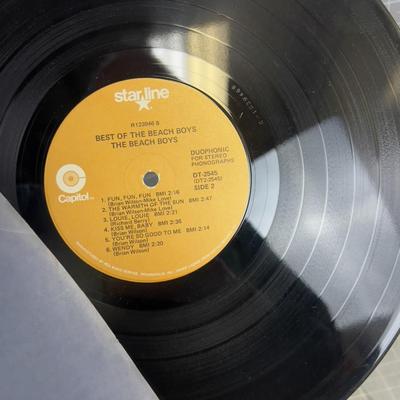 starline
R123946 S
BEST OF THE BEACH BOYS
THE BEACH BOYS
DUOPHONIC
FOR STEREO
PHONOGRAPHS
DT-2545
(DT2-2545)
SIDE 2
Capitol
1. FUN, FUN, FUN BMI 2:16
(Brian Wilson-Mike Love)
2. THE WARMTH OF THE SUN BMI 2:47
(Brian Wilson-Mike Love)
3. LOUIE, LOUIE BMI 2:21
(Richard Berry)
4. KISS ME, BABY BMI 2:36
(Brian Wilson)
5. YOU'RE SO GOOD TO ME BMI 2:14
(Brian Wilson)
6. WENDY BMI 2:20
(Brian Wilson)